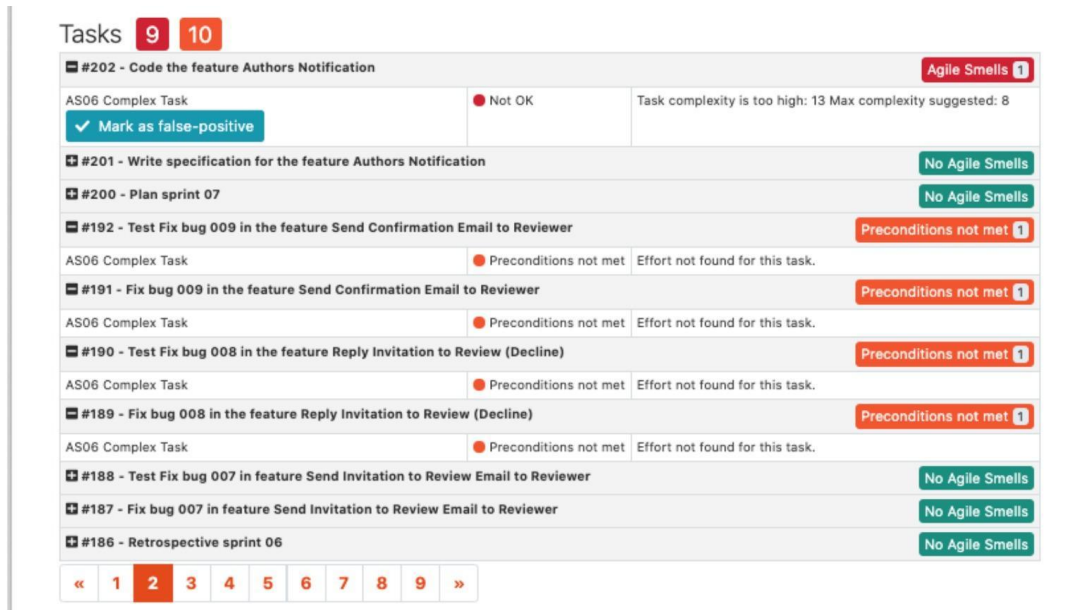 Tasks 9 10
#202 - Code the feature Authors Notification Agile Smells 1
AS06 Complex Task Not OK Task complexity is too high: 13 Max complexity suggested: 8
Mark as false-positive
#201 - Write specification for the feature Authors Notification No Agile Smells
#200 - Plan sprint 07 No Agile Smells
#192 - Test Fix bug 009 in the feature Send Confirmation Email to Reviewer Preconditions not met 1
AS06 Complex Task Preconditions not met Effort not found for this task.
#191 - Fix bug 009 in the feature Send Confirmation Email to Reviewer Preconditions not met 1
AS06 Complex Task Preconditions not met Effort not found for this task.
#190 - Test Fix bug 008 in the feature Reply Invitation to Review (Decline) Preconditions not met 1
AS06 Complex Task Preconditions not met Effort not found for this task.
#189 - Fix bug 008 in the feature Reply Invitation to Review (Decline) Preconditions not met 1
AS06 Complex Task Preconditions not met Effort not found for this task.
#188 - Test Fix bug 007 in feature Send Invitation to Review Email to Reviewer No Agile Smells
#187 - Fix bug 007 in feature Send Invitation to Review Email to Reviewer No Agile Smells
#186 - Retrospective sprint 06 No Agile Smells
« 1 2 3 4 5 6 7 8 9 »